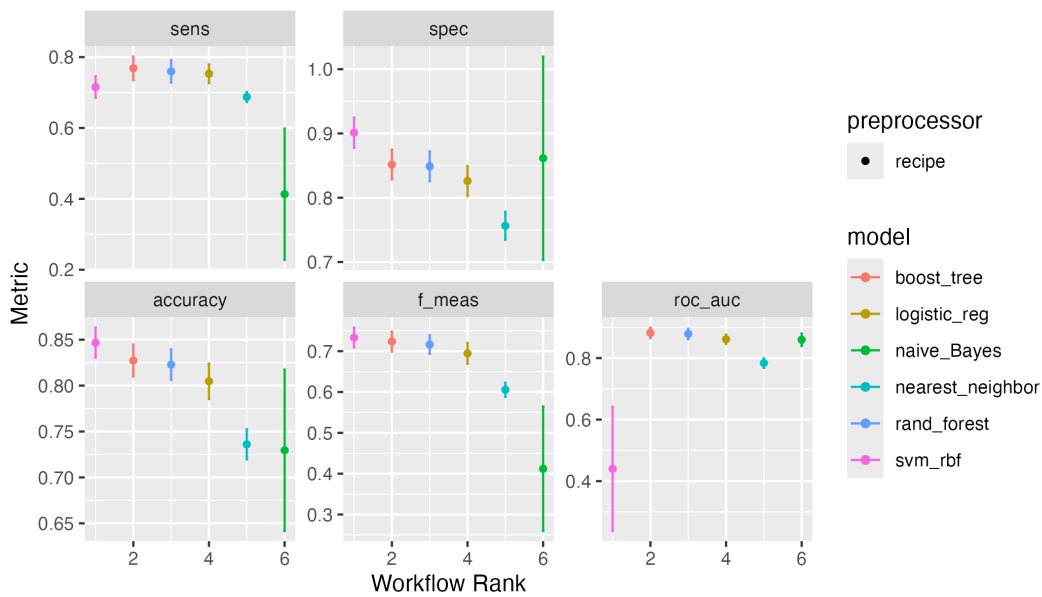 sens
spec
0.8
0.6
0.4
0.2
1.0
0.9
0.8
0.7
accuracy
f_meas
roc_auc
0.85
0.80
0.75
0.70
0.65
0.7
0.6
0.5
0.4
0.3
0.8
0.6
0.4
2 4 6
2 4 6
2 4 6
Metric
Workflow Rank
preprocessor
recipe
model
boost_tree
logistic_reg
naive_Bayes
nearest_neighbor
rand_forest
svm_rbf